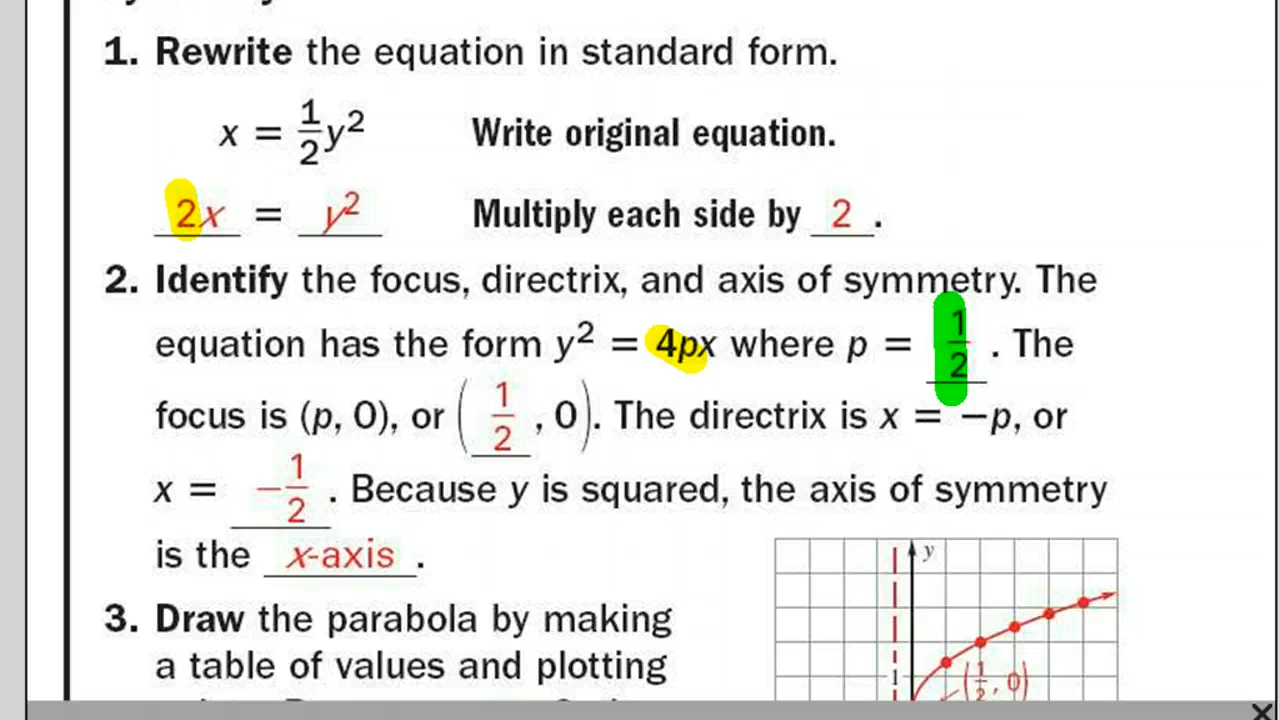 1. Rewrite the equation in standard form.
x = 1/2 y² Write original equation.
2x = y² Multiply each side by 2.
2. Identify the focus, directrix, and axis of symmetry. The
equation has the form y² = 4px where p = 1/2. The
focus is (p, 0), or (1/2, 0). The directrix is x = −p, or
x = −1/2. Because y is squared, the axis of symmetry
is the x-axis.
y
3. Draw the parabola by making
a table of values and plotting
1
(1/2, 0)